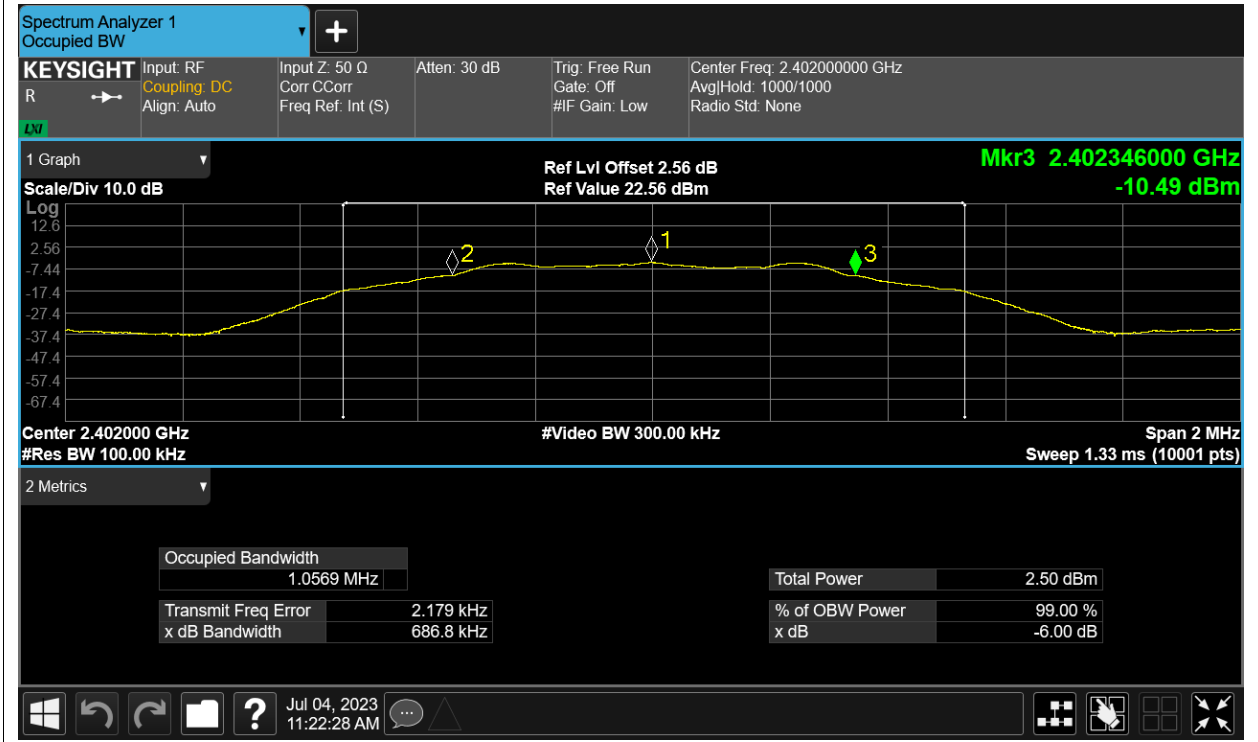 Spectrum Analyzer 1
Occupied BW
KEYSIGHT Input: RF Input Z: 50 Ω Atten: 30 dB Trig: Free Run Center Freq: 2.402000000 GHz
R Coupling: DC Corr CCorr Gate: Off Avg|Hold: 1000/1000
Align: Auto Freq Ref: Int (S) #IF Gain: Low Radio Std: None
LXI
1 Graph
Ref Lvl Offset 2.56 dB Mkr3 2.402346000 GHz
Scale/Div 10.0 dB Ref Value 22.56 dBm -10.49 dBm
Log
12.6
2.56
-7.44
-17.4
-27.4
-37.4
-47.4
-57.4
-67.4
2 1 3
Center 2.402000 GHz #Video BW 300.00 kHz Span 2 MHz
#Res BW 100.00 kHz Sweep 1.33 ms (10001 pts)
2 Metrics
Occupied Bandwidth
1.0569 MHz Total Power 2.50 dBm
Transmit Freq Error 2.179 kHz % of OBW Power 99.00 %
x dB Bandwidth 686.8 kHz x dB -6.00 dB
? Jul 04, 2023
11:22:28 AM